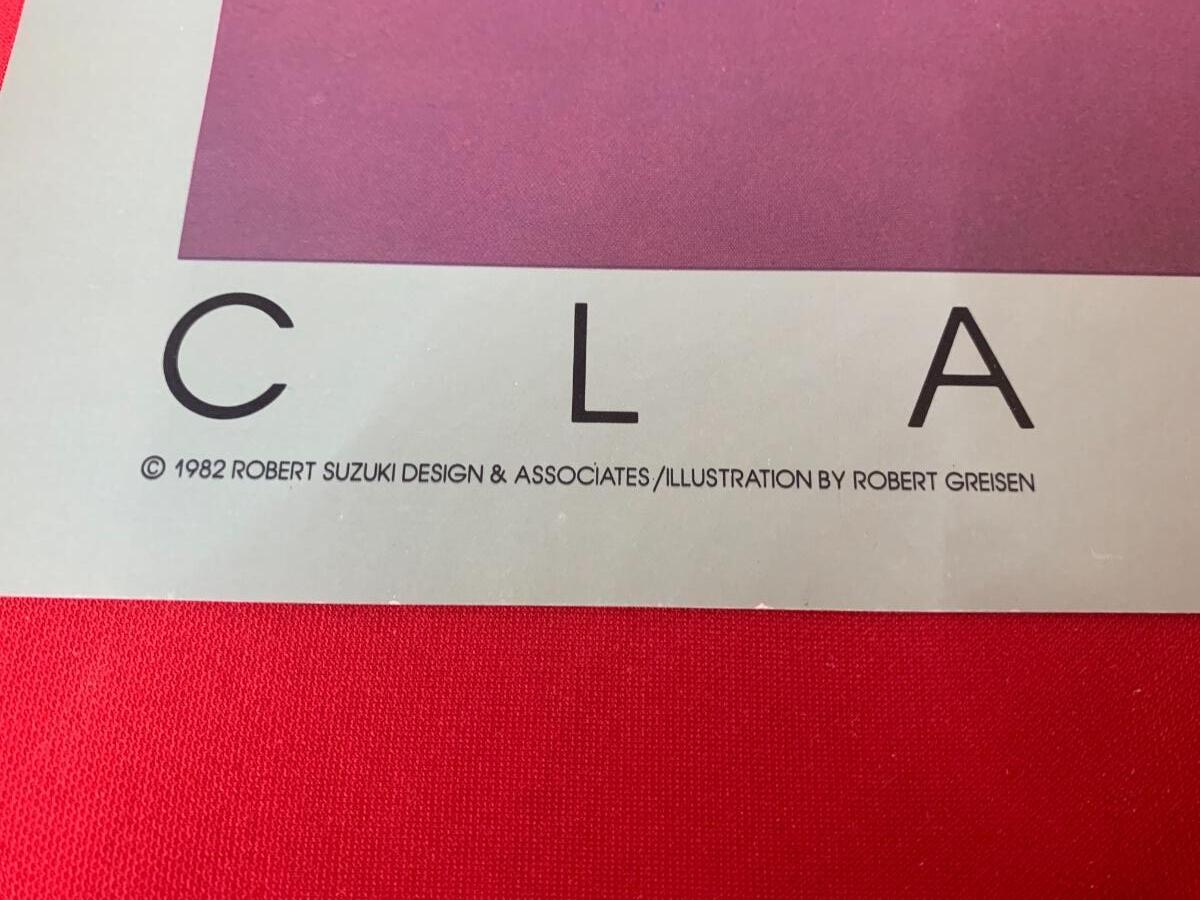 C L A
© 1982 ROBERT SUZUKI DESIGN & ASSOCIATES/ILLUSTRATION BY ROBERT GREISEN